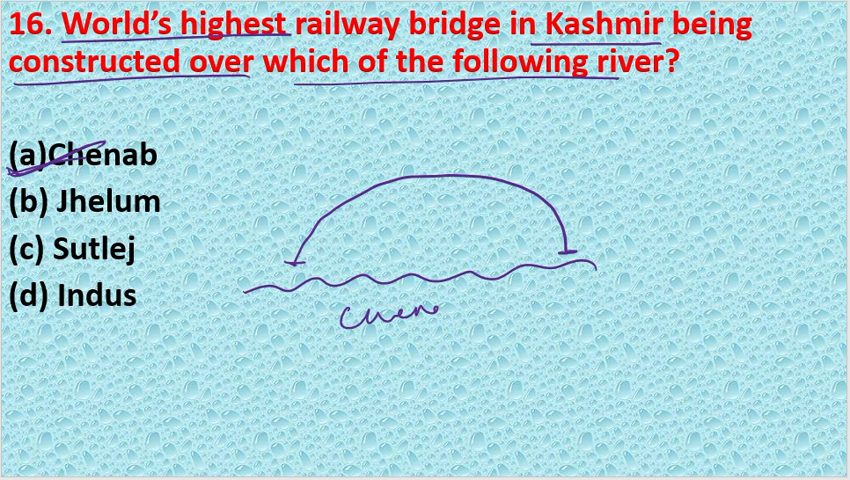 16. World's highest railway bridge in Kashmir being
constructed over which of the following river?
(a)Chenab
(b) Jhelum
(c) Sutlej
(d) Indus
Chen